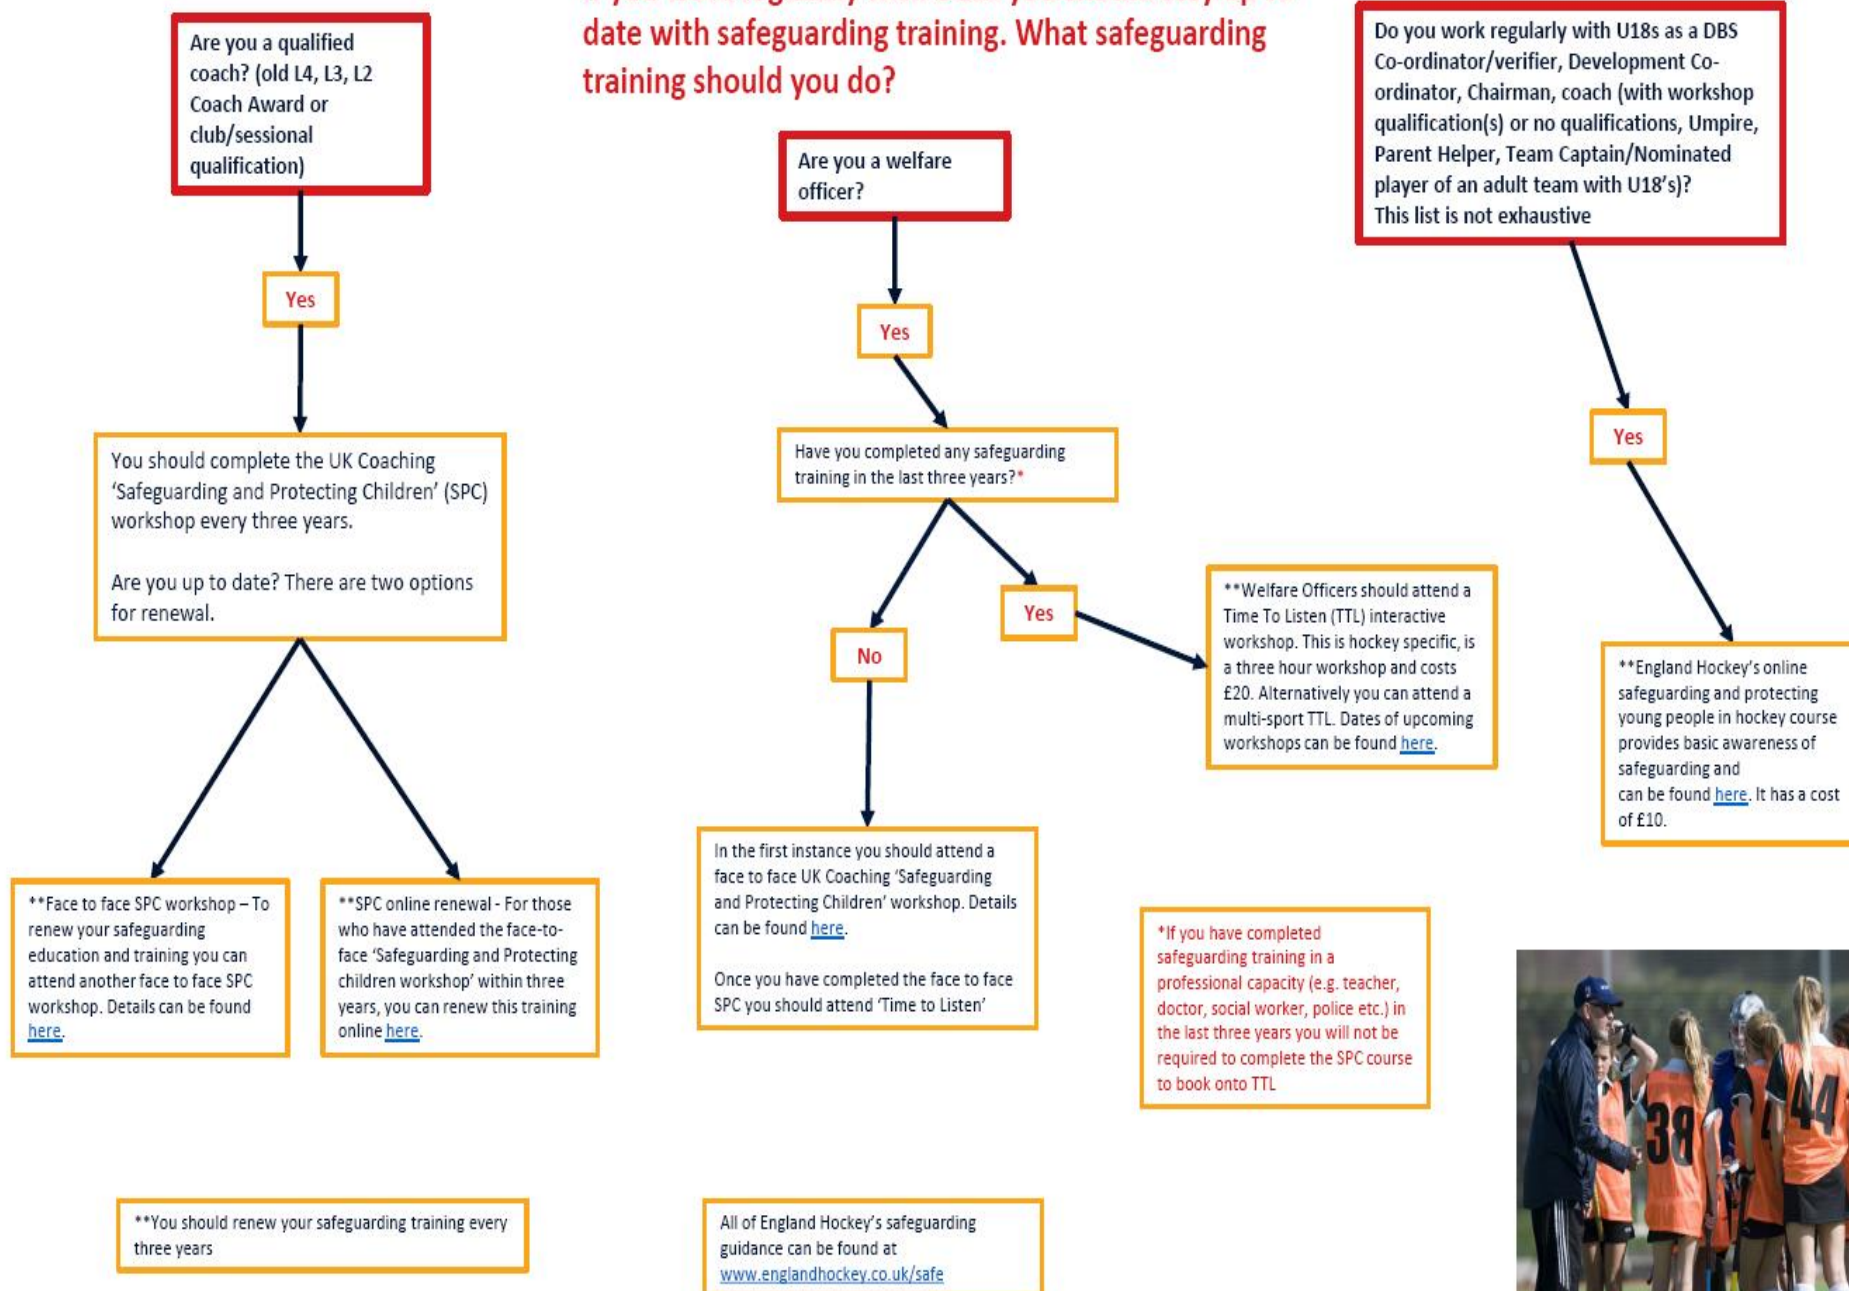 date with safeguarding training. What safeguarding
training should you do?
Are you a qualified
coach? (old L4, L3, L2
Coach Award or
club/sessional
qualification)
Yes
You should complete the UK Coaching
‘Safeguarding and Protecting Children’ (SPC)
workshop every three years.
Are you up to date? There are two options
for renewal.
**Face to face SPC workshop – To
renew your safeguarding
education and training you can
attend another face to face SPC
workshop. Details can be found
here.
**SPC online renewal - For those
who have attended the face-to-
face ‘Safeguarding and Protecting
children workshop’ within three
years, you can renew this training
online here.
Are you a welfare
officer?
Yes
Have you completed any safeguarding
training in the last three years?*
No
Yes
In the first instance you should attend a
face to face UK Coaching ‘Safeguarding
and Protecting Children’ workshop. Details
can be found here.
Once you have completed the face to face
SPC you should attend ‘Time to Listen’
**Welfare Officers should attend a
Time To Listen (TTL) interactive
workshop. This is hockey specific, is
a three hour workshop and costs
£20. Alternatively you can attend a
multi-sport TTL. Dates of upcoming
workshops can be found here.
Do you work regularly with U18s as a DBS
Co-ordinator/verifier, Development Co-
ordinator, Chairman, coach (with workshop
qualification(s) or no qualifications, Umpire,
Parent Helper, Team Captain/Nominated
player of an adult team with U18’s)?
This list is not exhaustive
Yes
**England Hockey’s online
safeguarding and protecting
young people in hockey course
provides basic awareness of
safeguarding and
can be found here. It has a cost
of £10.
*If you have completed
safeguarding training in a
professional capacity (e.g. teacher,
doctor, social worker, police etc.) in
the last three years you will not be
required to complete the SPC course
to book onto TTL
**You should renew your safeguarding training every
three years
All of England Hockey’s safeguarding
guidance can be found at
www.englandhockey.co.uk/safe
38
44